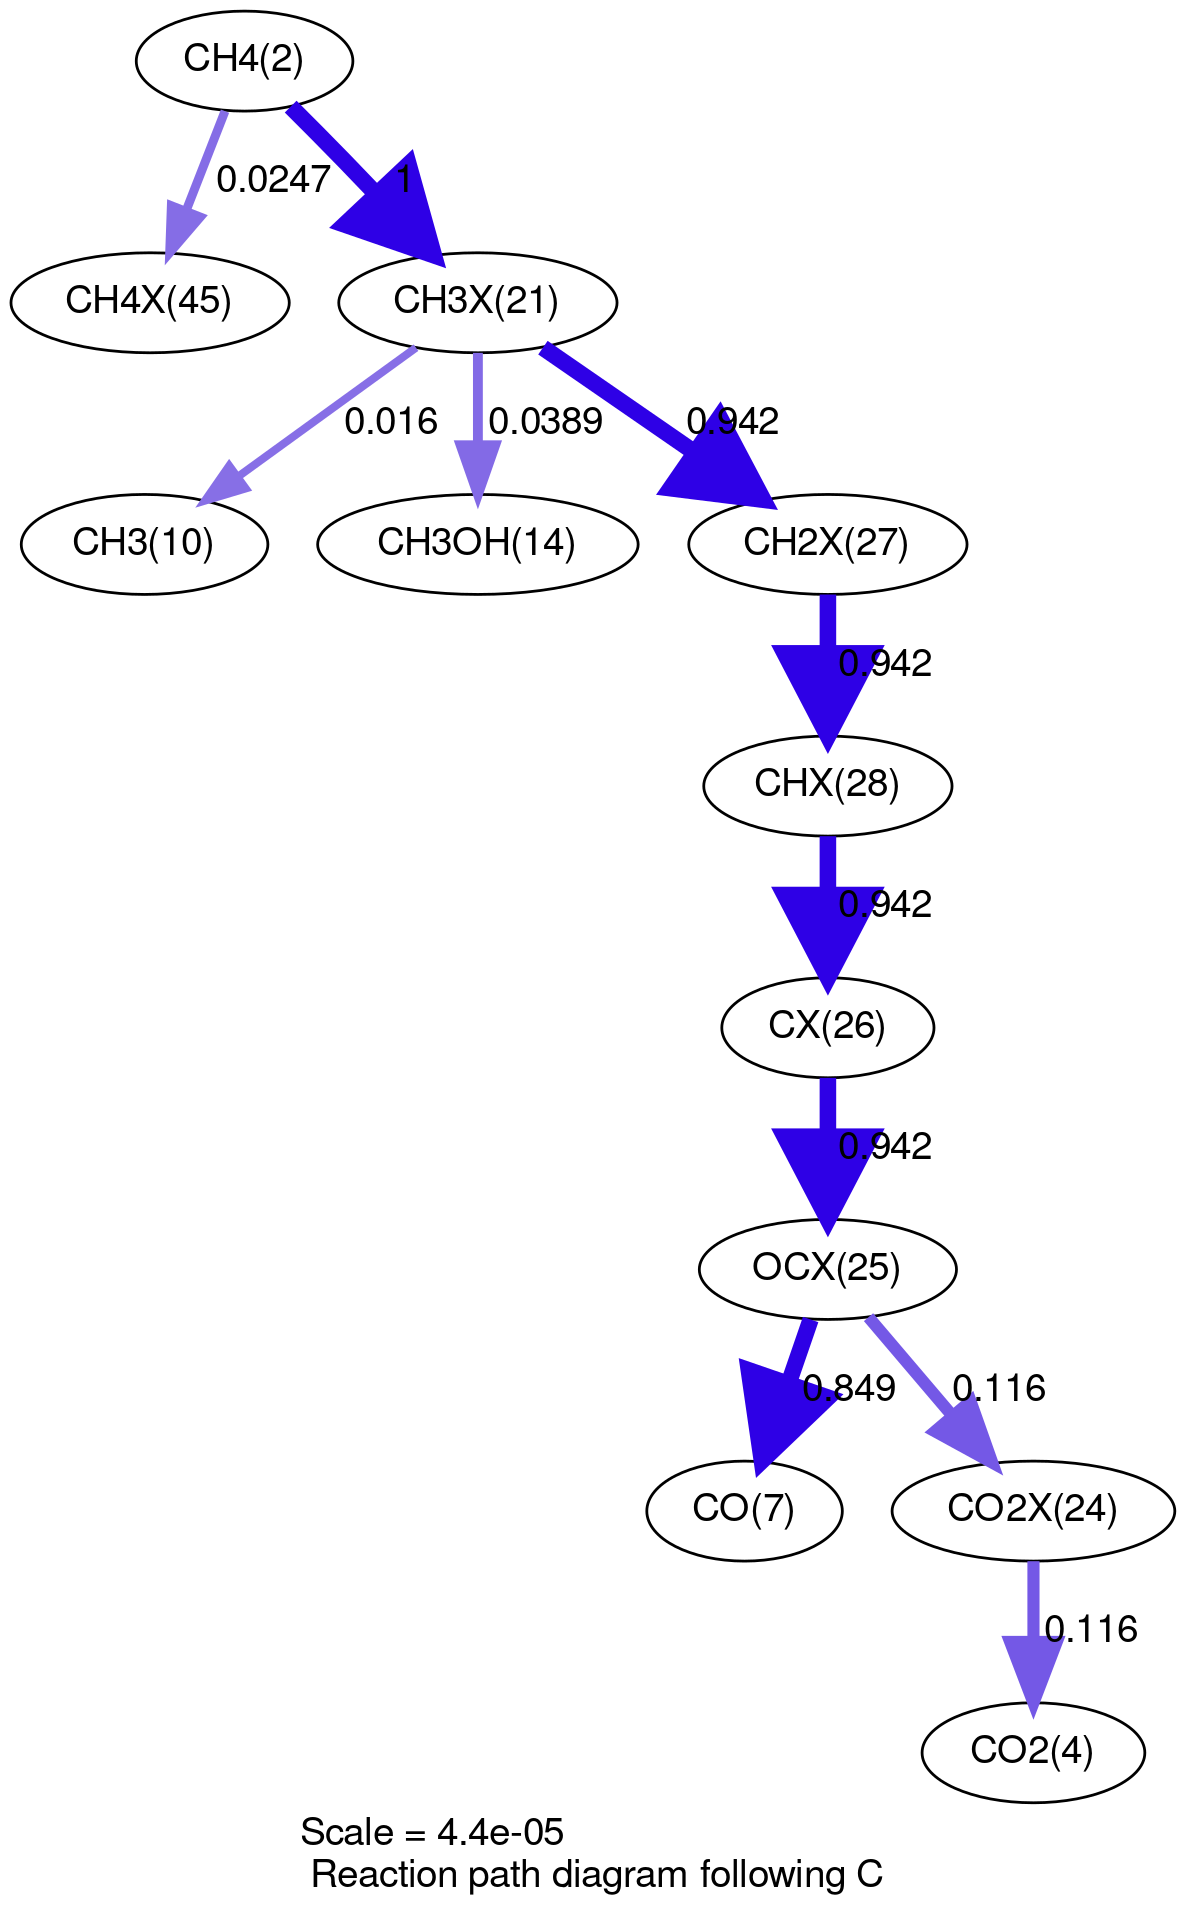 CH4(2)
0.0247
1
CH4X(45)
CH3X(21)
0.016
0.0389
0.942
CH3(10)
CH3OH(14)
CH2X(27)
0.942
CHX(28)
0.942
CX(26)
0.942
OCX(25)
0.849
0.116
CO(7)
CO2X(24)
0.116
CO2(4)
Scale = 4.4e-05
Reaction path diagram following C